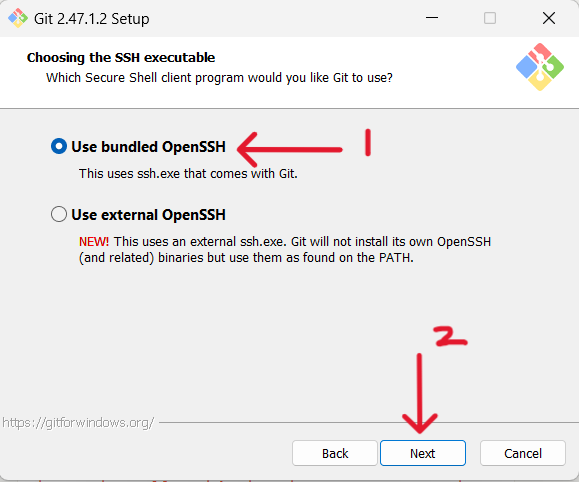 Git 2.47.1.2 Setup
Choosing the SSH executable
Which Secure Shell client program would you like Git to use?
Use bundled OpenSSH
1
This uses ssh.exe that comes with Git.
Use external OpenSSH
NEW! This uses an external ssh.exe. Git will not install its own OpenSSH
(and related) binaries but use them as found on the PATH.
2
https://gitforwindows.org/
Back
Next
Cancel